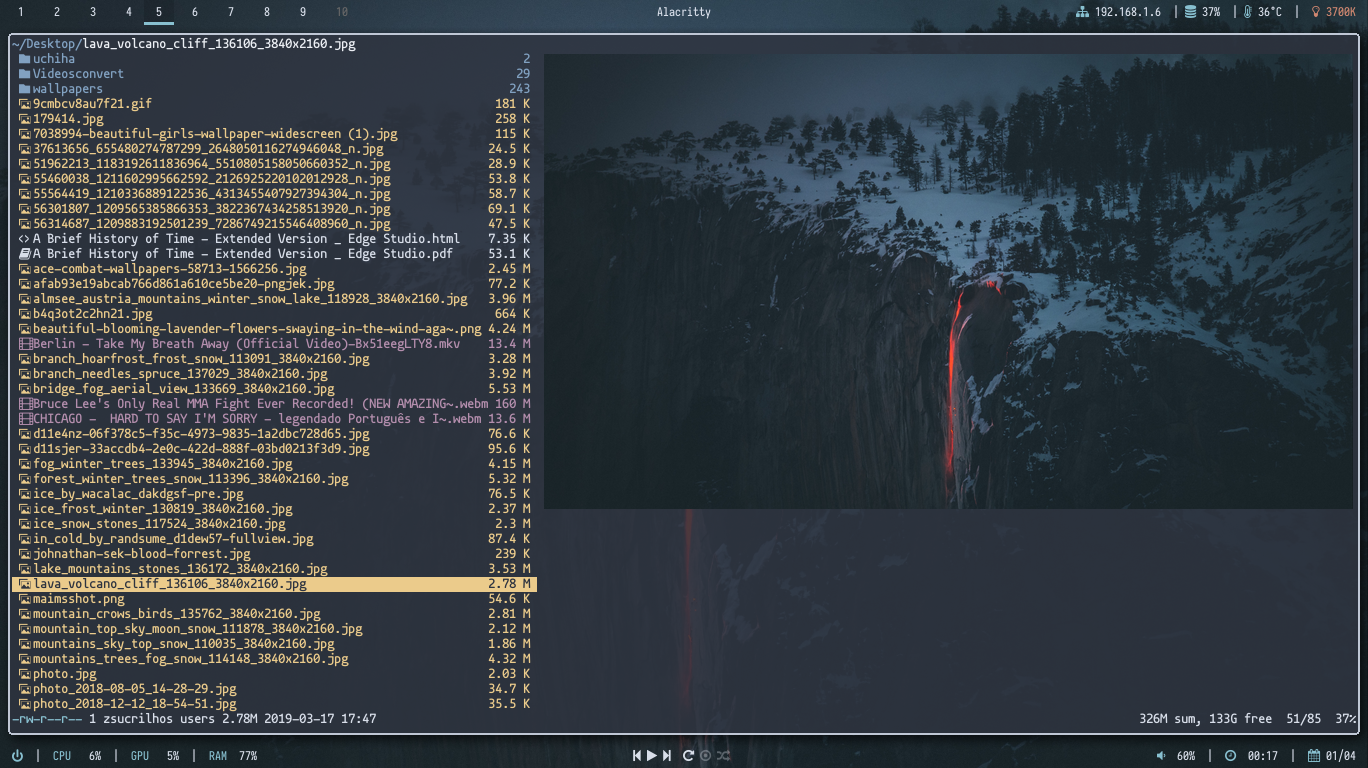 1 2 3 4 5 6 7 8 9 10 Alacritty 192.168.1.6 | 37% | 36°C | 3700K
~/Desktop/lava_volcano_cliff_136106_3840x2160.jpg
uchiha 2
Videosconvert 29
wallpapers 243
9cmbcv8au7f21.gif 181 K
179414.jpg 258 K
7038994-beautiful-girls-wallpaper-widescreen (1).jpg 115 K
37613656_655480274787299_2648050116274946048_n.jpg 24.5 K
51962213_1183192611836964_5510805158050660352_n.jpg 28.9 K
55460038_1211602995662592_2126925220102012928_n.jpg 53.8 K
55564419_1210336889122536_4313455407927394304_n.jpg 58.7 K
56301807_1209565385866353_3822367434258513920_n.jpg 69.1 K
56314687_1209883192501239_7286749215546408960_n.jpg 47.5 K
A Brief History of Time - Extended Version _ Edge Studio.html 7.35 K
A Brief History of Time - Extended Version _ Edge Studio.pdf 53.1 K
ace-combat-wallpapers-58713-1566256.jpg 2.45 M
afab93e19abcab766d861a610ce5be20-pngjek.jpg 77.2 K
almsee_austria_mountains_winter_snow_lake_118928_3840x2160.jpg 3.96 M
b4q3ot2c2hn21.jpg 664 K
beautiful-blooming-lavender-flowers-swaying-in-the-wind-aga~.png 4.24 M
Berlin - Take My Breath Away (Official Video)-Bx51eegLTY8.mkv 13.4 M
branch_hoarfrost_frost_snow_113091_3840x2160.jpg 3.28 M
branch_needles_spruce_137029_3840x2160.jpg 3.92 M
bridge_fog_aerial_view_133669_3840x2160.jpg 5.53 M
Bruce Lee's Only Real MMA Fight Ever Recorded! (NEW AMAZING~.webm 160 M
CHICAGO -  HARD TO SAY I'M SORRY - legendado Português e I~.webm 13.6 M
d11e4nz-06f378c5-f35c-4973-9835-1a2dbc728d65.jpg 76.6 K
d11sjer-33accdb4-2e0c-422d-888f-03bd0213f3d9.jpg 95.6 K
fog_winter_trees_133945_3840x2160.jpg 4.15 M
forest_winter_trees_snow_113396_3840x2160.jpg 5.32 M
ice_by_wacalac_dakdgsf-pre.jpg 76.5 K
ice_frost_winter_130819_3840x2160.jpg 2.37 M
ice_snow_stones_117524_3840x2160.jpg 2.3 M
in_cold_by_randsume_d1dew57-fullview.jpg 87.4 K
johnathan-sek-blood-forrest.jpg 239 K
lake_mountains_stones_136172_3840x2160.jpg 3.53 M
lava_volcano_cliff_136106_3840x2160.jpg 2.78 M
maimsshot.png 54.6 K
mountain_crows_birds_135762_3840x2160.jpg 2.81 M
mountain_top_sky_moon_snow_111878_3840x2160.jpg 2.12 M
mountains_sky_top_snow_110035_3840x2160.jpg 1.86 M
mountains_trees_fog_snow_114148_3840x2160.jpg 4.32 M
photo.jpg 2.03 K
photo_2018-08-05_14-28-29.jpg 34.7 K
photo_2018-12-12_18-54-51.jpg 35.5 K
-rw-r--r-- 1 zsucrilhos users 2.78M 2019-03-17 17:47 326M sum, 133G free 51/85 37%
| CPU 6% | GPU 5% | RAM 77% 60% | 00:17 | 01/04